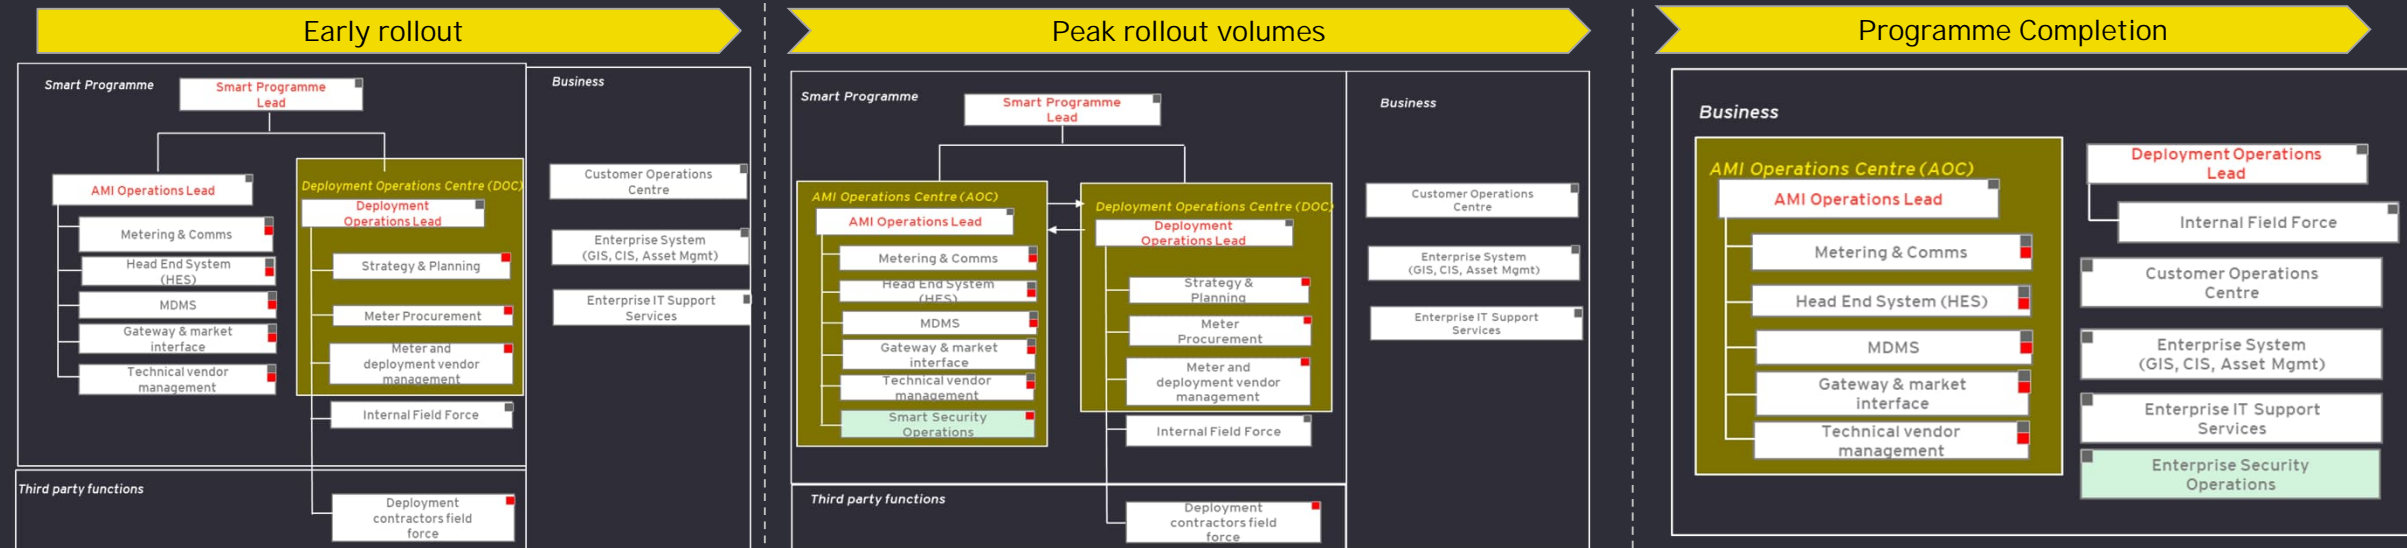 Early rollout
Smart Programme
Smart Programme
Lead
AMI Operations Lead
Metering & Comms
Head End System
(HES)
MDMS
Gateway & market
interface
Technical vendor
management
Deployment Operations Centre (DOC)
Deployment
Operations Lead
Strategy & Planning
Meter Procurement
Meter and
deployment vendor
management
Internal Field Force
Third party functions
Deployment
contractors field
force
Business
Customer Operations
Centre
Enterprise System
(GIS, CIS, Asset Mgmt)
Enterprise IT Support
Services
Peak rollout volumes
Smart Programme
Smart Programme
Lead
AMI Operations Centre (AOC)
AMI Operations Lead
Metering & Comms
Head End System
(HES)
MDMS
Gateway & market
interface
Technical vendor
management
Smart Security
Operations
Deployment Operations Centre (DOC)
Deployment
Operations Lead
Strategy &
Planning
Meter
Procurement
Meter and
deployment vendor
management
Internal Field Force
Third party functions
Deployment
contractors field
force
Business
Customer Operations
Centre
Enterprise System
(GIS, CIS, Asset Mgmt)
Enterprise IT Support
Services
Programme Completion
Business
AMI Operations Centre (AOC)
AMI Operations Lead
Metering & Comms
Head End System (HES)
MDMS
Gateway & market
interface
Technical vendor
management
Deployment Operations
Lead
Internal Field Force
Customer Operations
Centre
Enterprise System
(GIS, CIS, Asset Mgmt)
Enterprise IT Support
Services
Enterprise Security
Operations